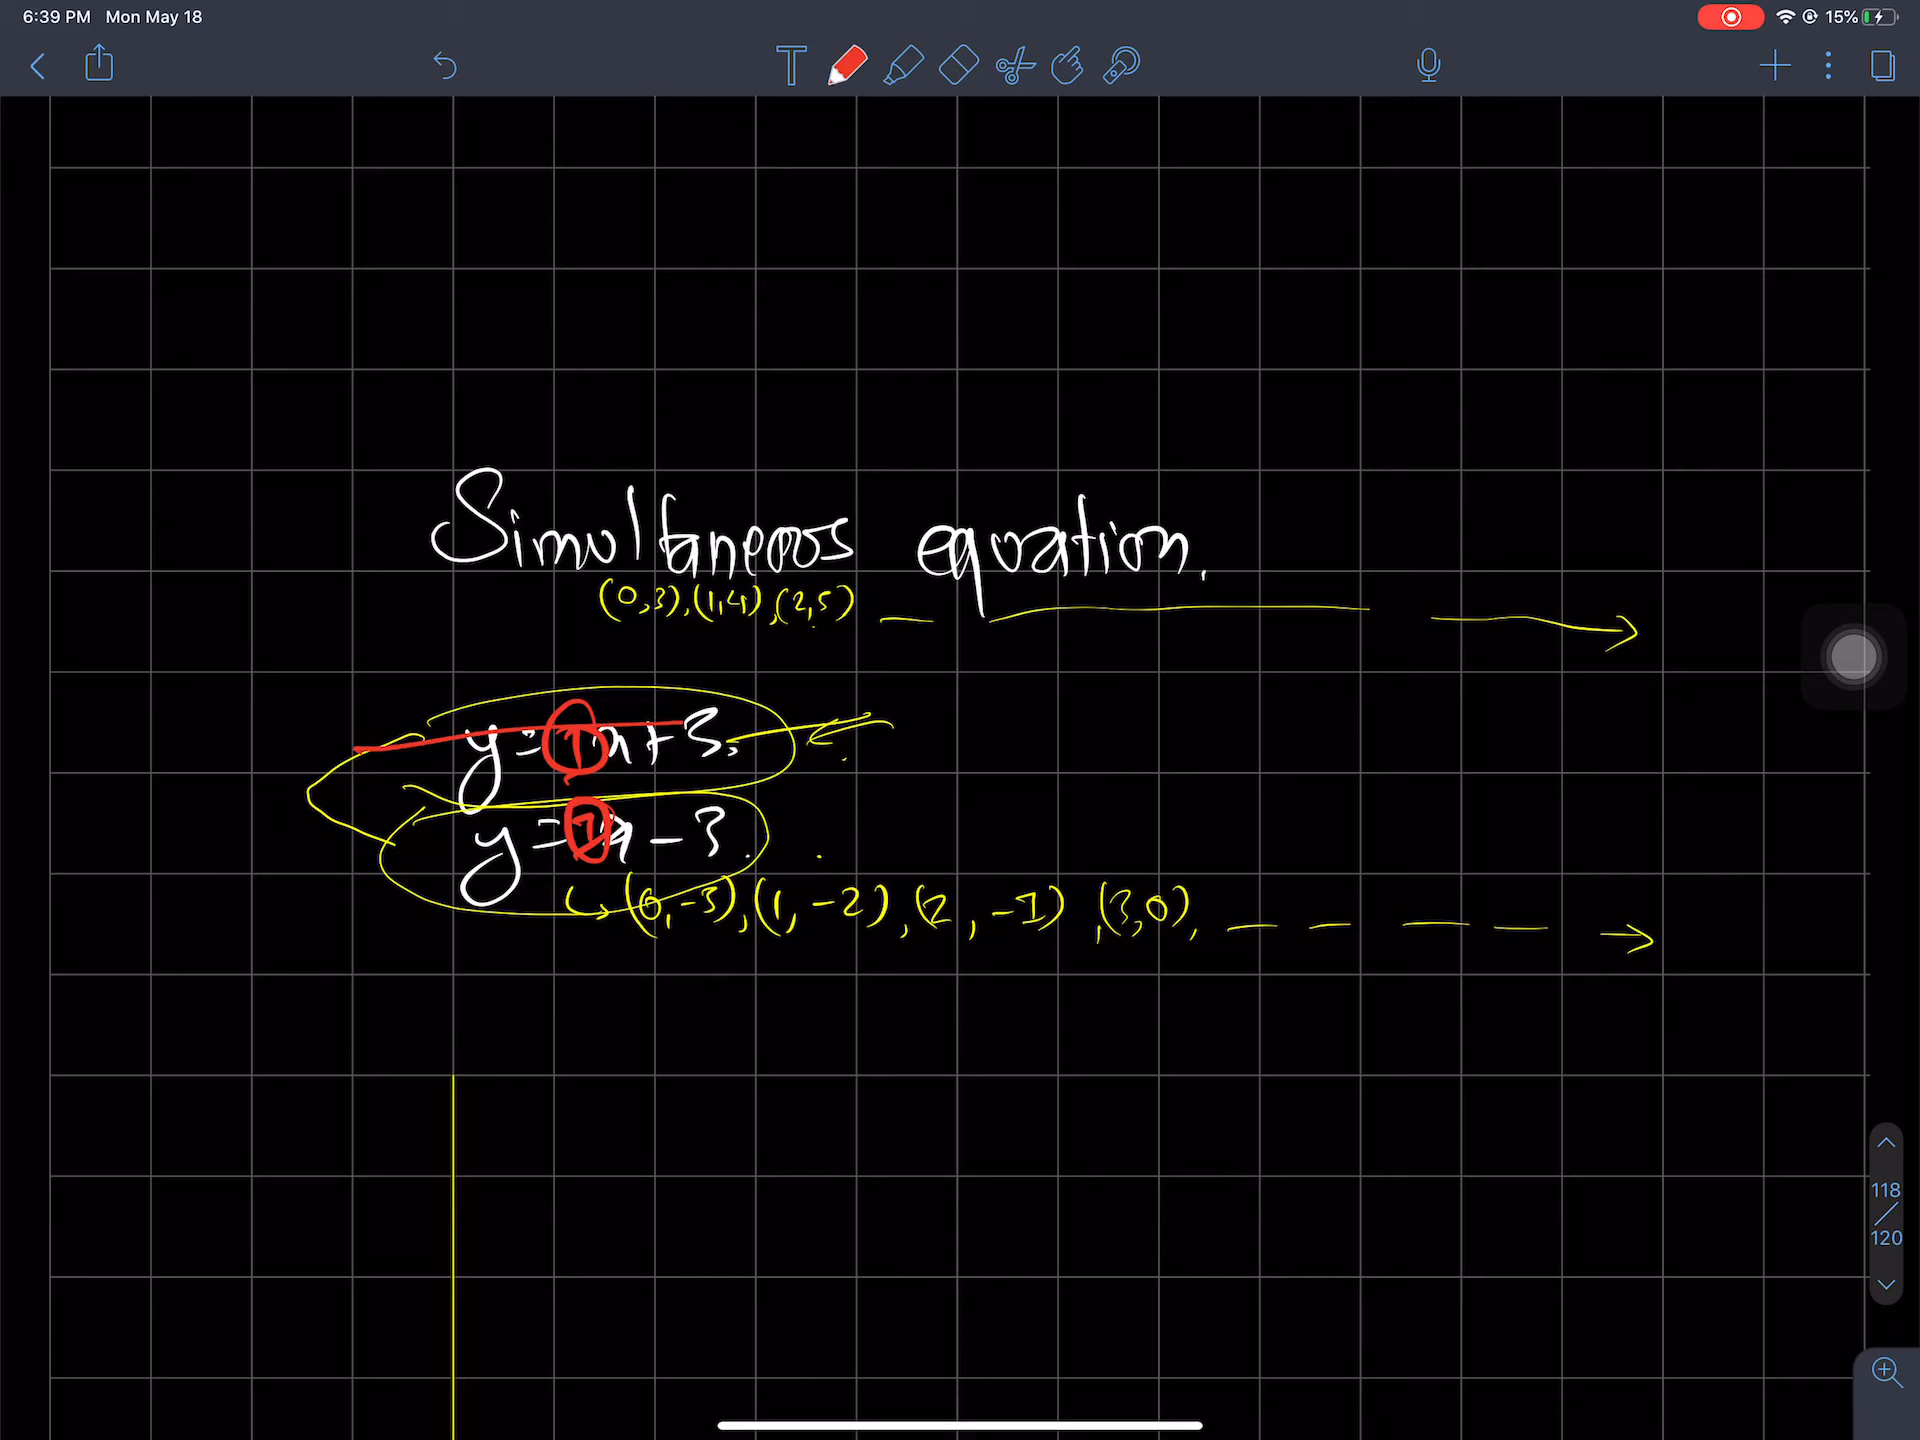 6:39 PM Mon May 18
15%
Simultaneous equation.
(0,3),(1,4),(2,5)
y=1x+3.
y=1x-3.
(0,-3),(1,-2),(2,-1),(3,0),
118
120